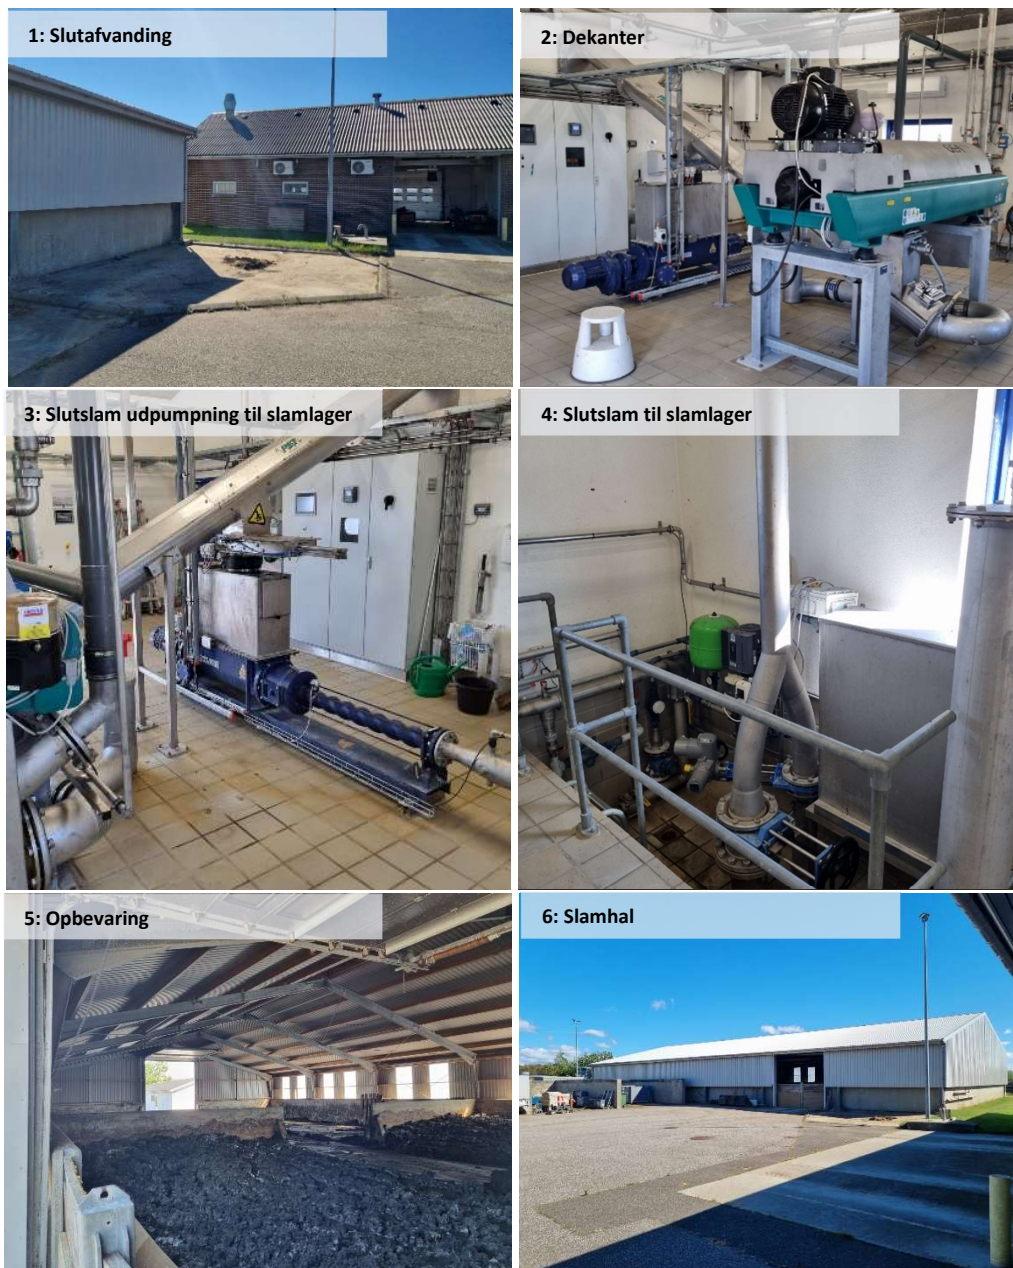 1: Slutafvanding
2: Dekanter
3: Slutslam udpumpning til slamlager
4: Slutslam til slamlager
5: Opbevaring
6: Slamhal